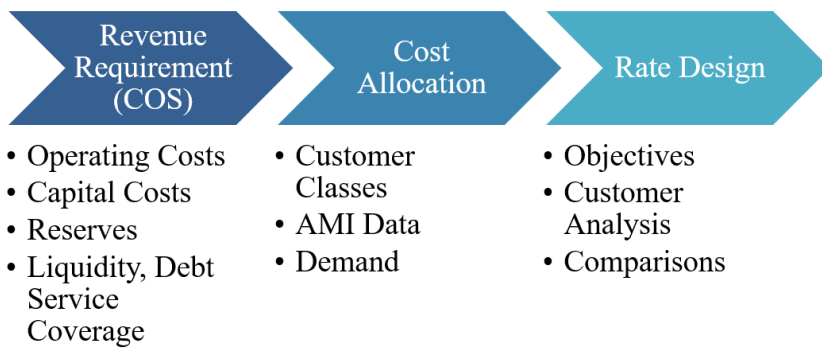 Revenue
Requirement
(COS)
• Operating Costs
• Capital Costs
• Reserves
• Liquidity, Debt
Service
Coverage
Cost
Allocation
• Customer
Classes
• AMI Data
• Demand
Rate Design
• Objectives
• Customer
Analysis
• Comparisons